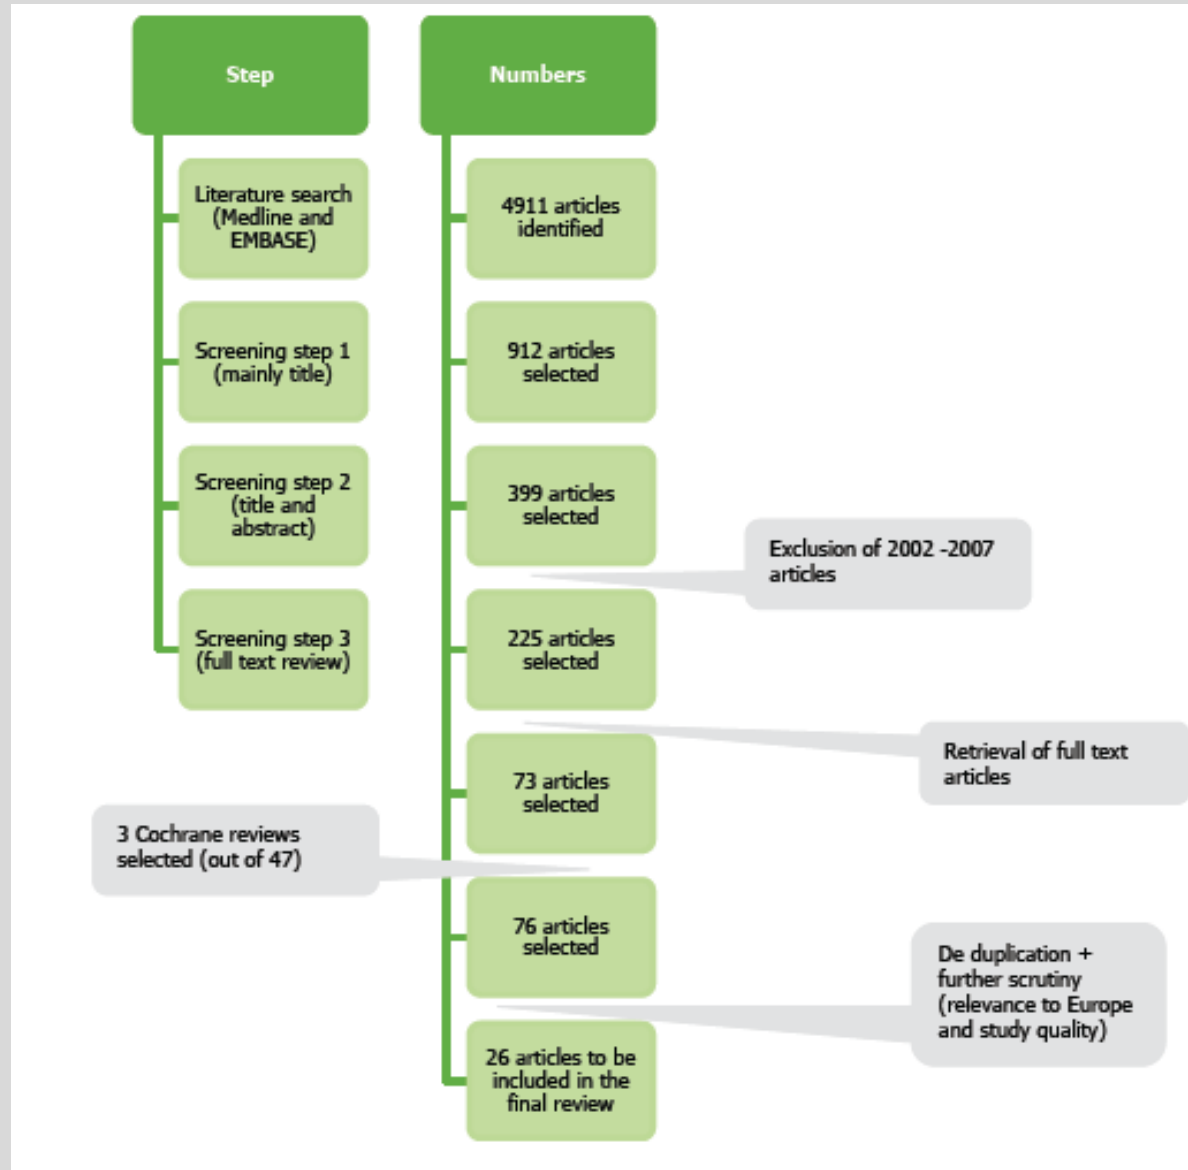 Step
Numbers
Literature search
(Medline and
EMBASE)
4911 articles
identified
Screening step 1
(mainly title)
912 articles
selected
Screening step 2
(title and
abstract)
399 articles
selected
Exclusion of 2002 -2007
articles
Screening step 3
(full text review)
225 articles
selected
Retrieval of full text
articles
73 articles
selected
3 Cochrane reviews
selected (out of 47)
76 articles
selected
De duplication +
further scrutiny
(relevance to Europe
and study quality)
26 articles to be
included in the
final review